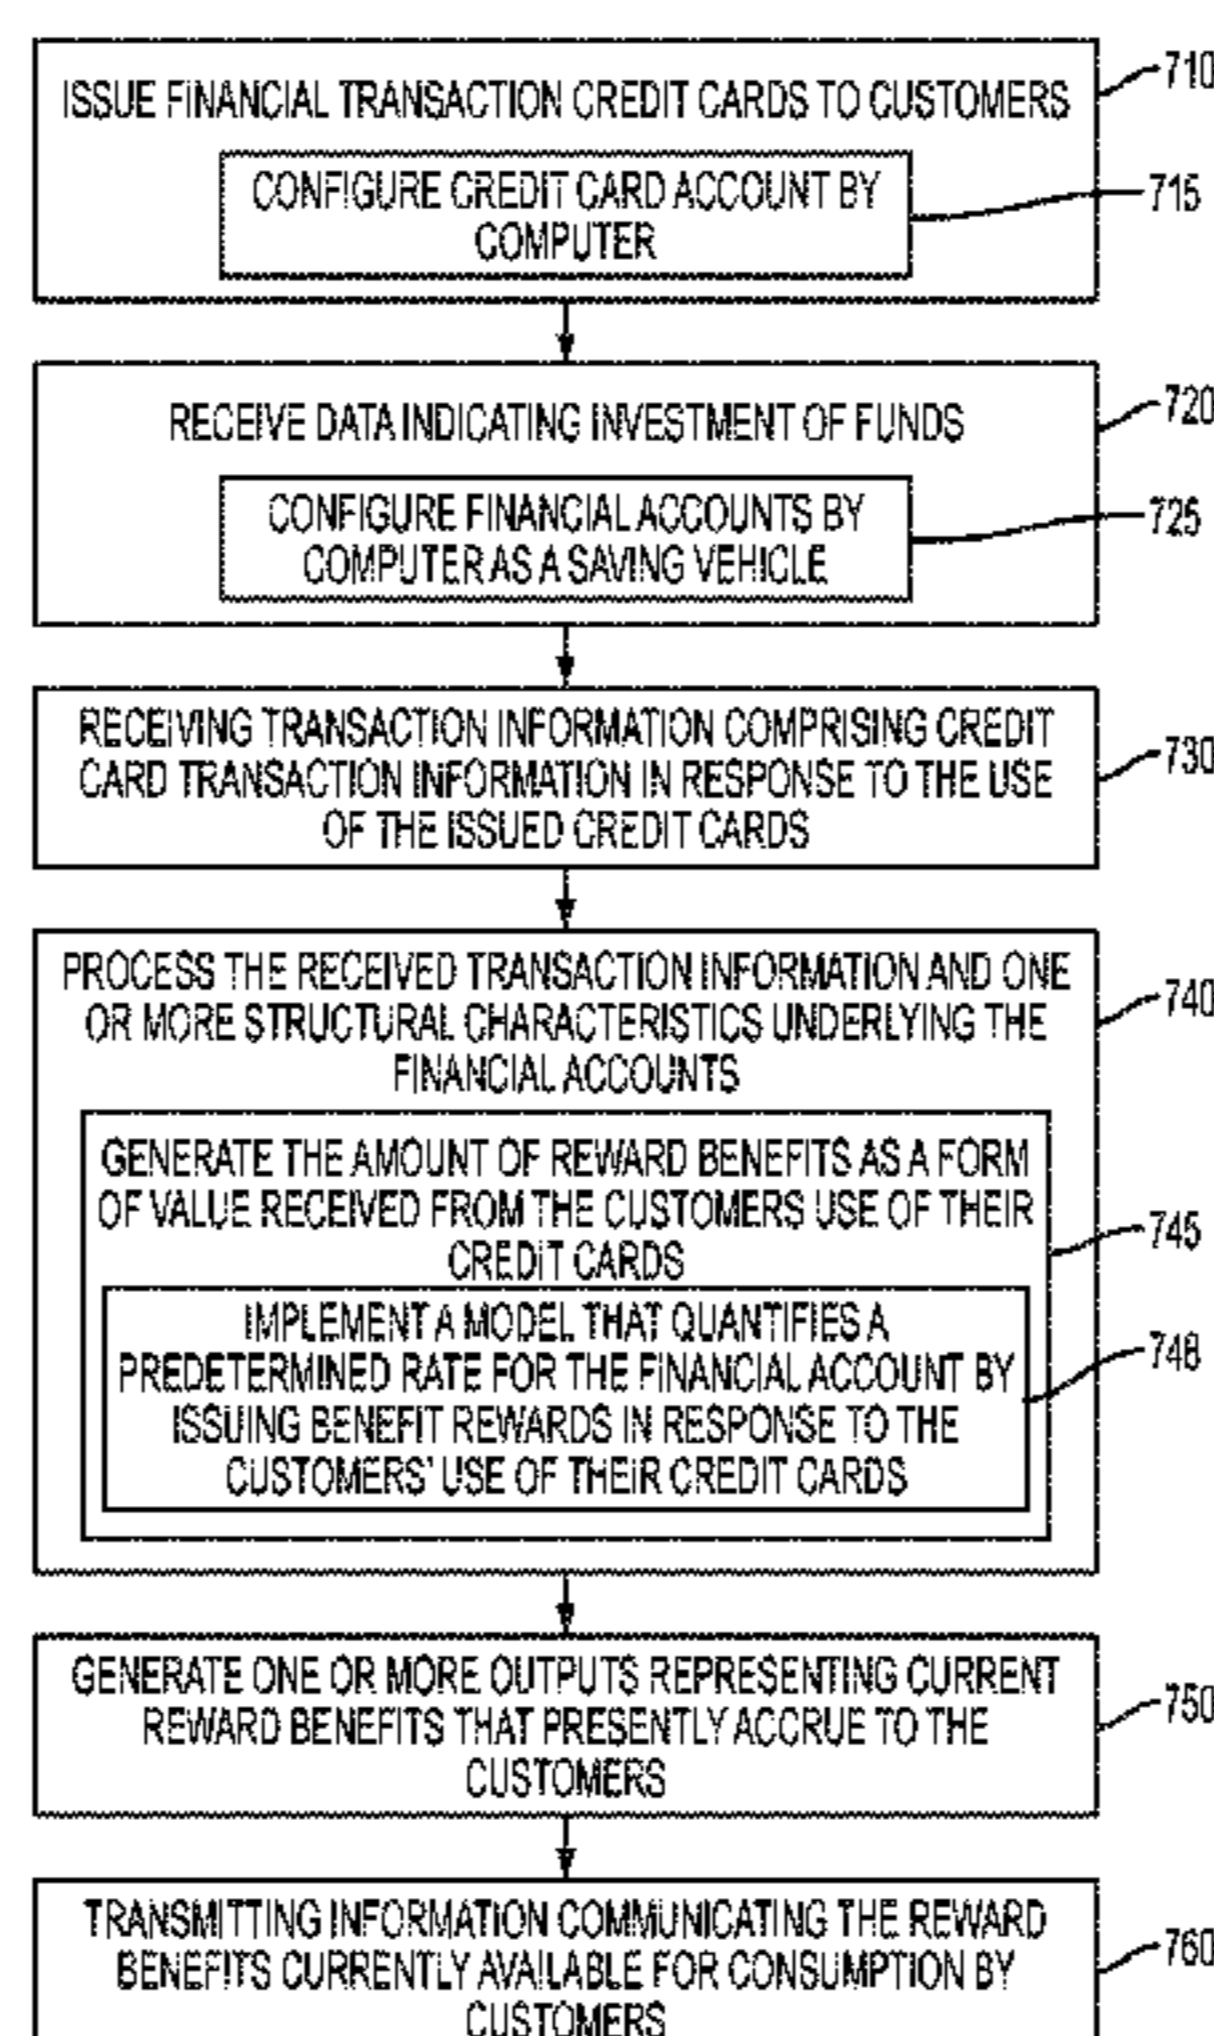 ISSUE FINANCIAL TRANSACTION CREDIT CARDS TO CUSTOMERS
710
CONFIGURE CREDIT CARD ACCOUNT BY
COMPUTER
715
RECEIVE DATA INDICATING INVESTMENT OF FUNDS
720
CONFIGURE FINANCIAL ACCOUNTS BY
COMPUTER AS A SAVING VEHICLE
725
RECEIVING TRANSACTION INFORMATION COMPRISING CREDIT
CARD TRANSACTION INFORMATION IN RESPONSE TO THE USE
OF THE ISSUED CREDIT CARDS
730
PROCESS THE RECEIVED TRANSACTION INFORMATION AND ONE
OR MORE STRUCTURAL CHARACTERISTICS UNDERLYING THE
FINANCIAL ACCOUNTS
740
GENERATE THE AMOUNT OF REWARD BENEFITS AS A FORM
OF VALUE RECEIVED FROM THE CUSTOMERS USE OF THEIR
CREDIT CARDS
745
IMPLEMENT A MODEL THAT QUANTIFIES A
PREDETERMINED RATE FOR THE FINANCIAL ACCOUNT BY
ISSUING BENEFIT REWARDS IN RESPONSE TO THE
CUSTOMERS' USE OF THEIR CREDIT CARDS
748
GENERATE ONE OR MORE OUTPUTS REPRESENTING CURRENT
REWARD BENEFITS THAT PRESENTLY ACCRUE TO THE
CUSTOMERS
750
TRANSMITTING INFORMATION COMMUNICATING THE REWARD
BENEFITS CURRENTLY AVAILABLE FOR CONSUMPTION BY
CUSTOMERS
760